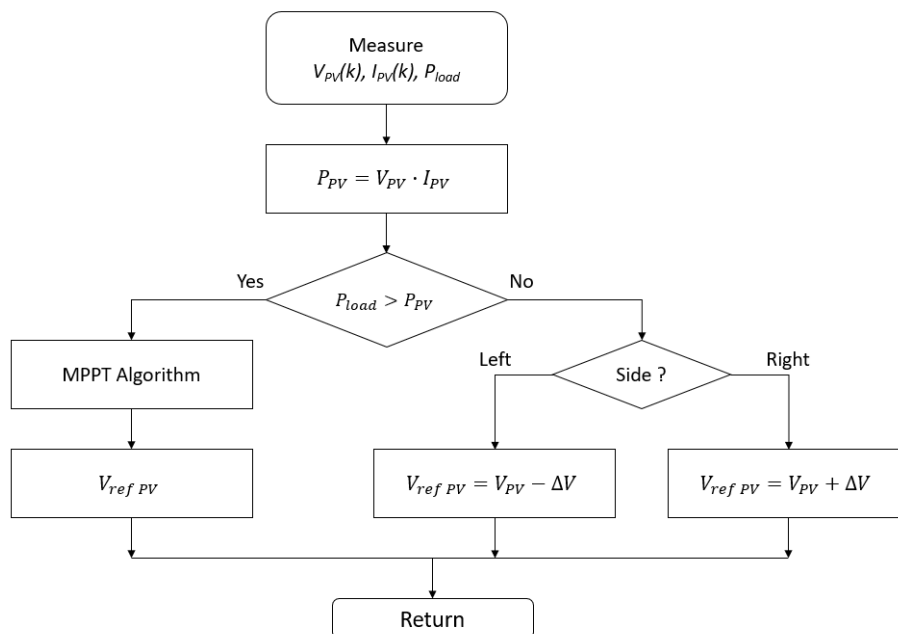 Measure
V_PV(k), I_PV(k), P_load
P_PV = V_PV · I_PV
Yes
No
P_load > P_PV
MPPT Algorithm
Left
Side ?
Right
V_ref PV
V_ref PV = V_PV − ΔV
V_ref PV = V_PV + ΔV
Return